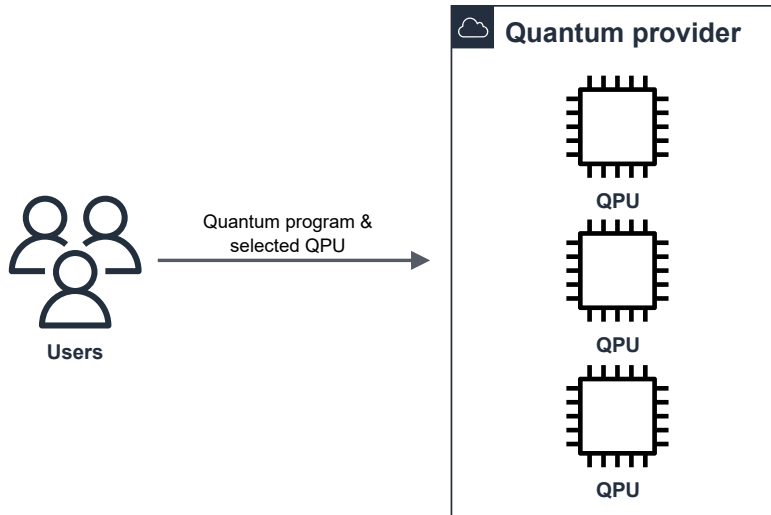 Quantum provider
QPU
Quantum program &
selected QPU
QPU
Users
QPU